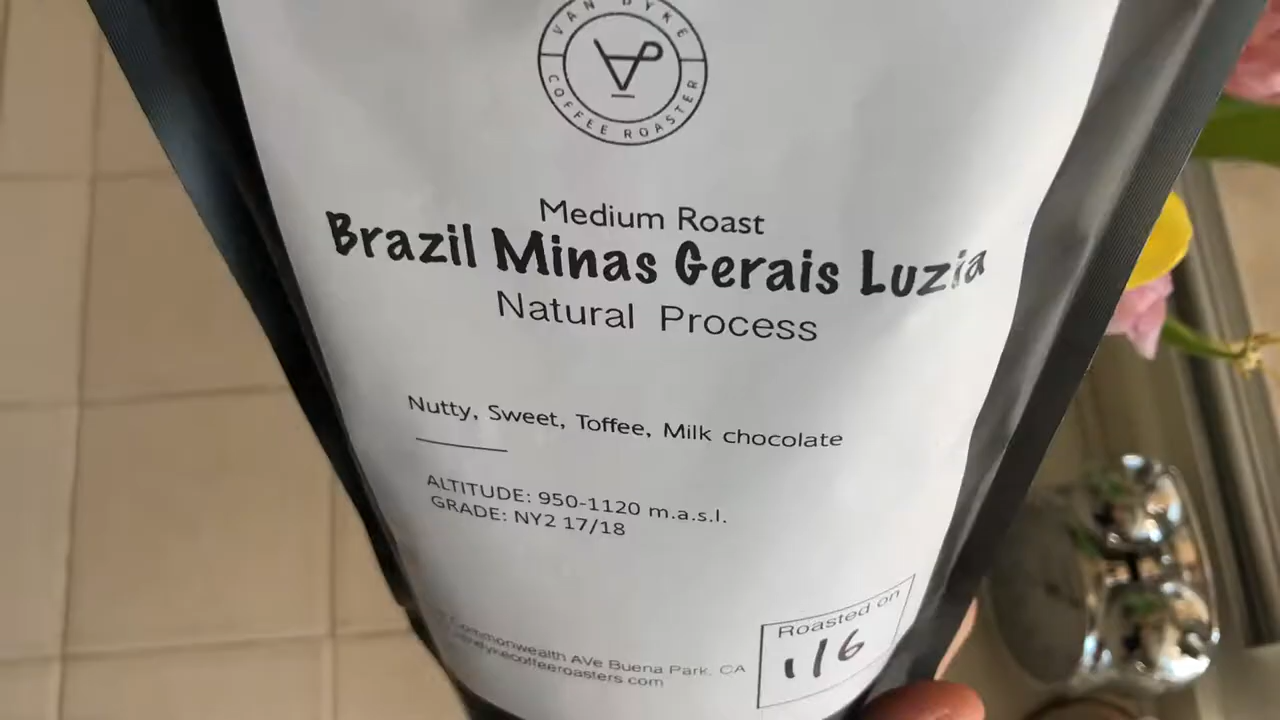 VAN DYKE
COFFEE ROASTER
Medium Roast
Brazil Minas Gerais Luzia
Natural Process
Nutty, Sweet, Toffee, Milk chocolate
ALTITUDE: 950-1120 m.a.s.l.
GRADE: NY2 17/18
Commonwealth AVe Buena Park, CA
Roasted on
1/6